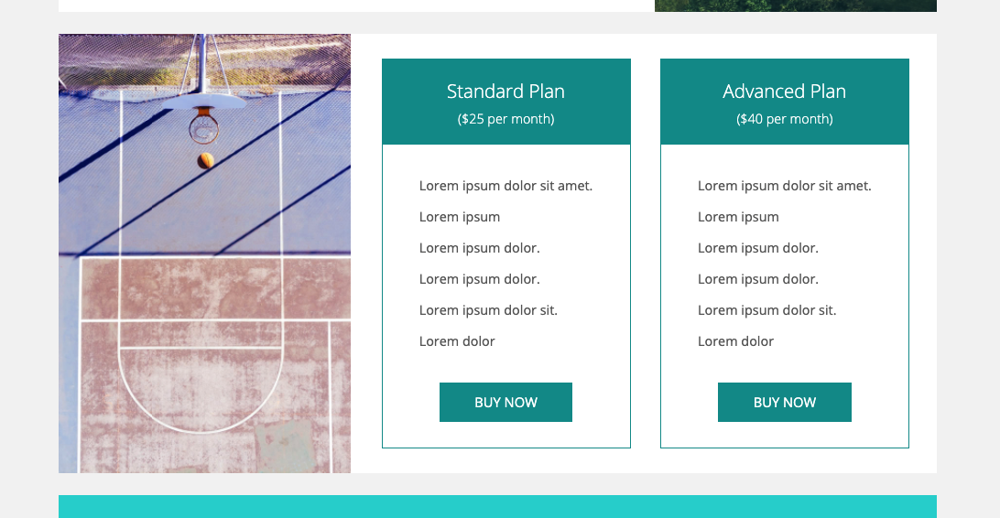 Standard Plan
($25 per month)
Lorem ipsum dolor sit amet.
Lorem ipsum
Lorem ipsum dolor.
Lorem ipsum dolor.
Lorem ipsum dolor sit.
Lorem dolor
BUY NOW
Advanced Plan
($40 per month)
Lorem ipsum dolor sit amet.
Lorem ipsum
Lorem ipsum dolor.
Lorem ipsum dolor.
Lorem ipsum dolor sit.
Lorem dolor
BUY NOW